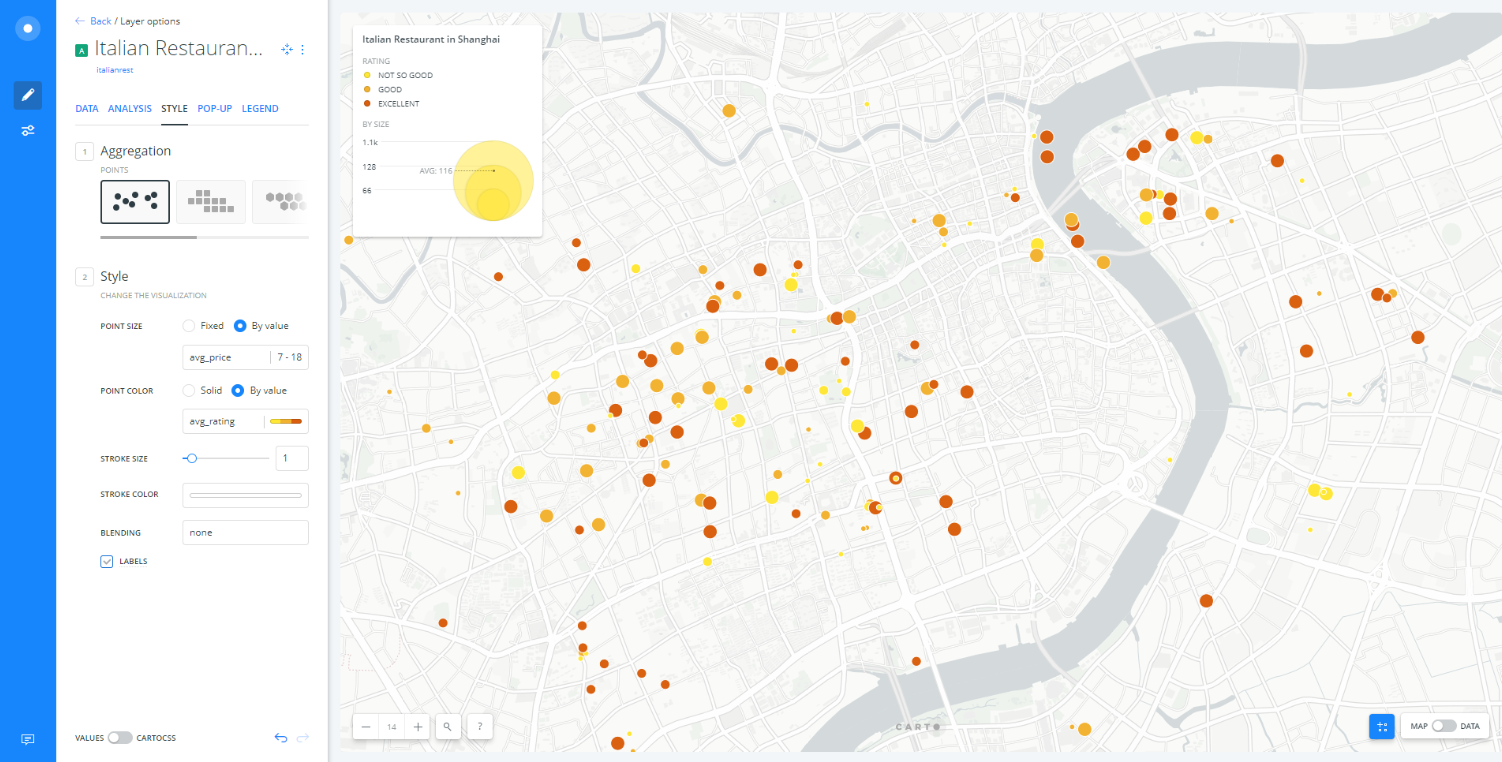 ← Back / Layer options
A Italian Restauran...
italianrest
DATA ANALYSIS STYLE POP-UP LEGEND
1 Aggregation
POINTS
2 Style
CHANGE THE VISUALIZATION
POINT SIZE Fixed By value
avg_price 7 - 18
POINT COLOR Solid By value
avg_rating
STROKE SIZE 1
STROKE COLOR
BLENDING none
LABELS
VALUES CARTOCSS
Italian Restaurant in Shanghai
RATING
NOT SO GOOD
GOOD
EXCELLENT
BY SIZE
1.1k
128
AVG: 116
66
− 14 + ?
CARTO
MAP DATA